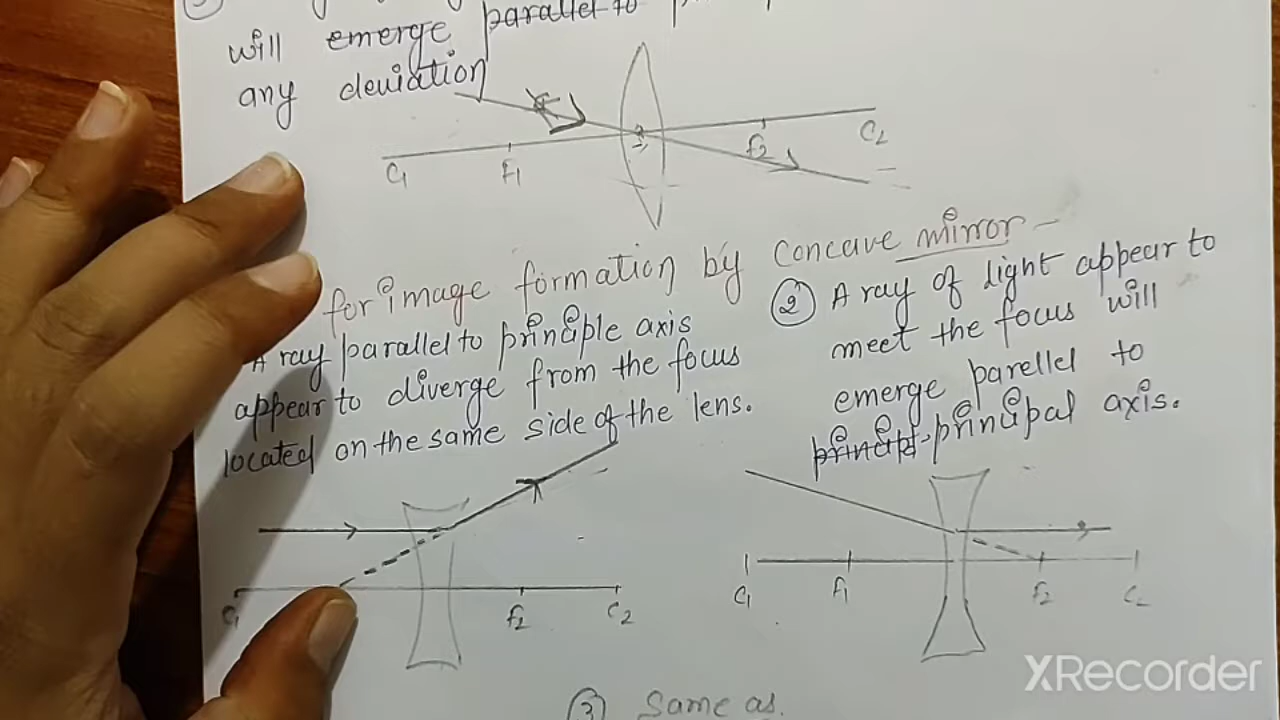 will emerge parallel to
any deviation
C1 F1 F2 C2
for image formation by concave mirror -
A ray parallel to principle axis
appear to diverge from the focus
located on the same side of the lens.
② A ray of light appear to
meet the focus will
emerge parellel to
principal axis.
C1 F2 C2
C1 F1 F2 C2
③ Same as.
XRecorder